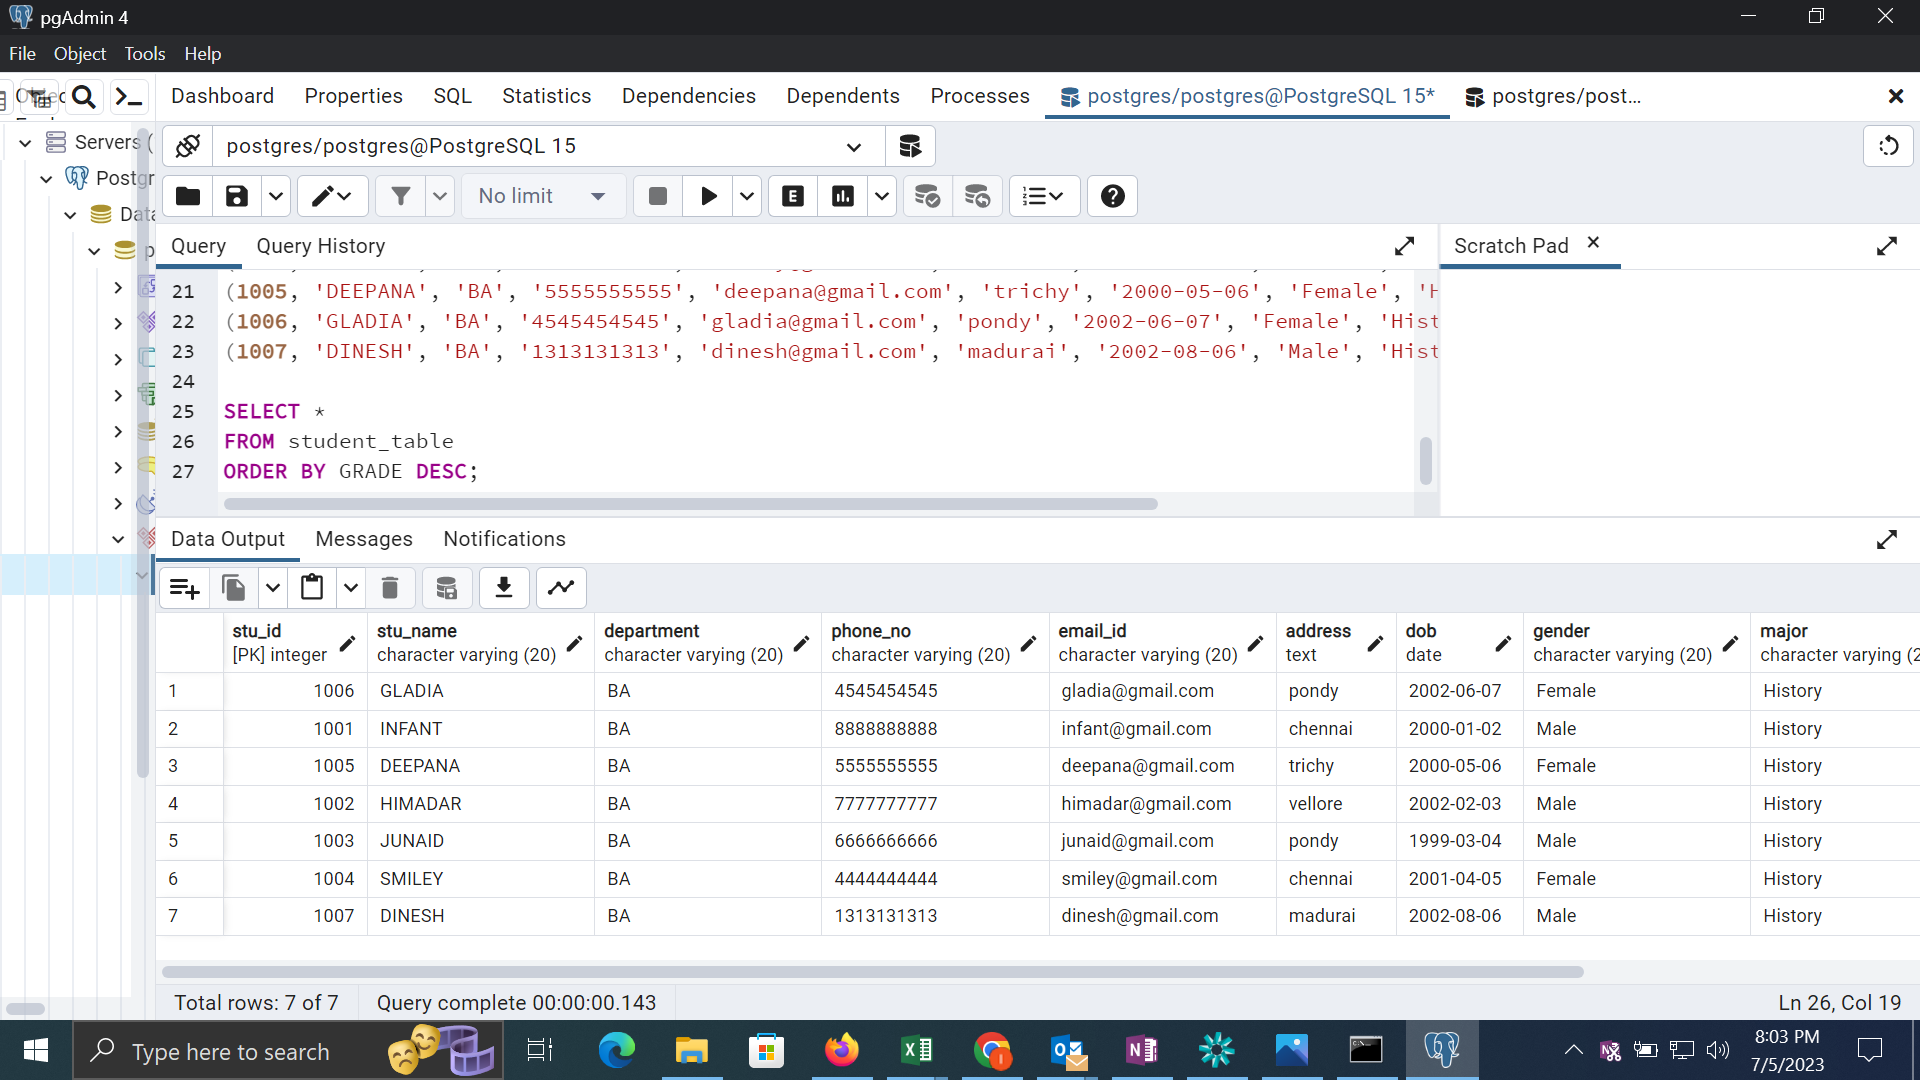 pgAdmin 4
File Object Tools Help
Dashboard Properties SQL Statistics Dependencies Dependents Processes postgres/postgres@PostgreSQL 15* postgres/post...
Servers (
postgres/postgres@PostgreSQL 15
Postgr
No limit
Data
Query Query History Scratch Pad
21 (1005, 'DEEPANA', 'BA', '5555555555', 'deepana@gmail.com', 'trichy', '2000-05-06', 'Female', 'H
22 (1006, 'GLADIA', 'BA', '4545454545', 'gladia@gmail.com', 'pondy', '2002-06-07', 'Female', 'Hist
23 (1007, 'DINESH', 'BA', '1313131313', 'dinesh@gmail.com', 'madurai', '2002-08-06', 'Male', 'Hist
24
25 SELECT *
26 FROM student_table
27 ORDER BY GRADE DESC;
Data Output Messages Notifications
stu_id stu_name department phone_no email_id address dob gender major
[PK] integer character varying (20) character varying (20) character varying (20) character varying (20) text date character varying (20) character varying (2
1 1006 GLADIA BA 4545454545 gladia@gmail.com pondy 2002-06-07 Female History
2 1001 INFANT BA 8888888888 infant@gmail.com chennai 2000-01-02 Male History
3 1005 DEEPANA BA 5555555555 deepana@gmail.com trichy 2000-05-06 Female History
4 1002 HIMADAR BA 7777777777 himadar@gmail.com vellore 2002-02-03 Male History
5 1003 JUNAID BA 6666666666 junaid@gmail.com pondy 1999-03-04 Male History
6 1004 SMILEY BA 4444444444 smiley@gmail.com chennai 2001-04-05 Female History
7 1007 DINESH BA 1313131313 dinesh@gmail.com madurai 2002-08-06 Male History
Total rows: 7 of 7 Query complete 00:00:00.143 Ln 26, Col 19
Type here to search
8:03 PM
7/5/2023